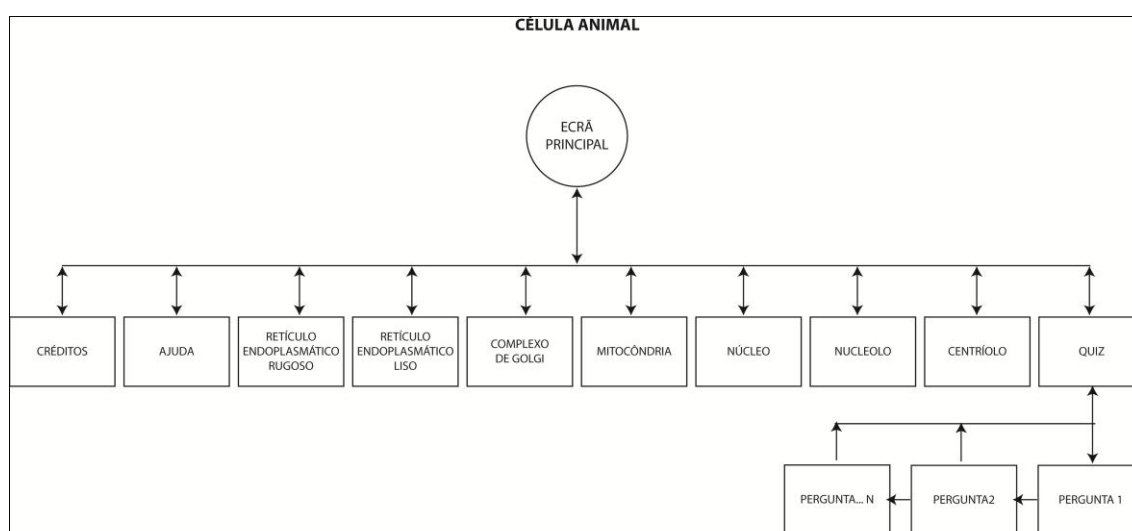 CÉLULA ANIMAL
ECRÃ
PRINCIPAL
CRÉDITOS
AJUDA
RETÍCULO
ENDOPLASMÁTICO
RUGOSO
RETÍCULO
ENDOPLASMÁTICO
LISO
COMPLEXO
DE GOLGI
MITOCÔNDRIA
NÚCLEO
NUCLEOLO
CENTRÍOLO
QUIZ
PERGUNTA... N
PERGUNTA2
PERGUNTA 1